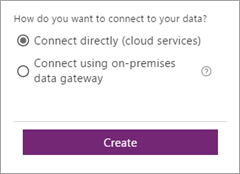 How do you want to connect to your data?
Connect directly (cloud services)
Connect using on-premises
data gateway
?
Create